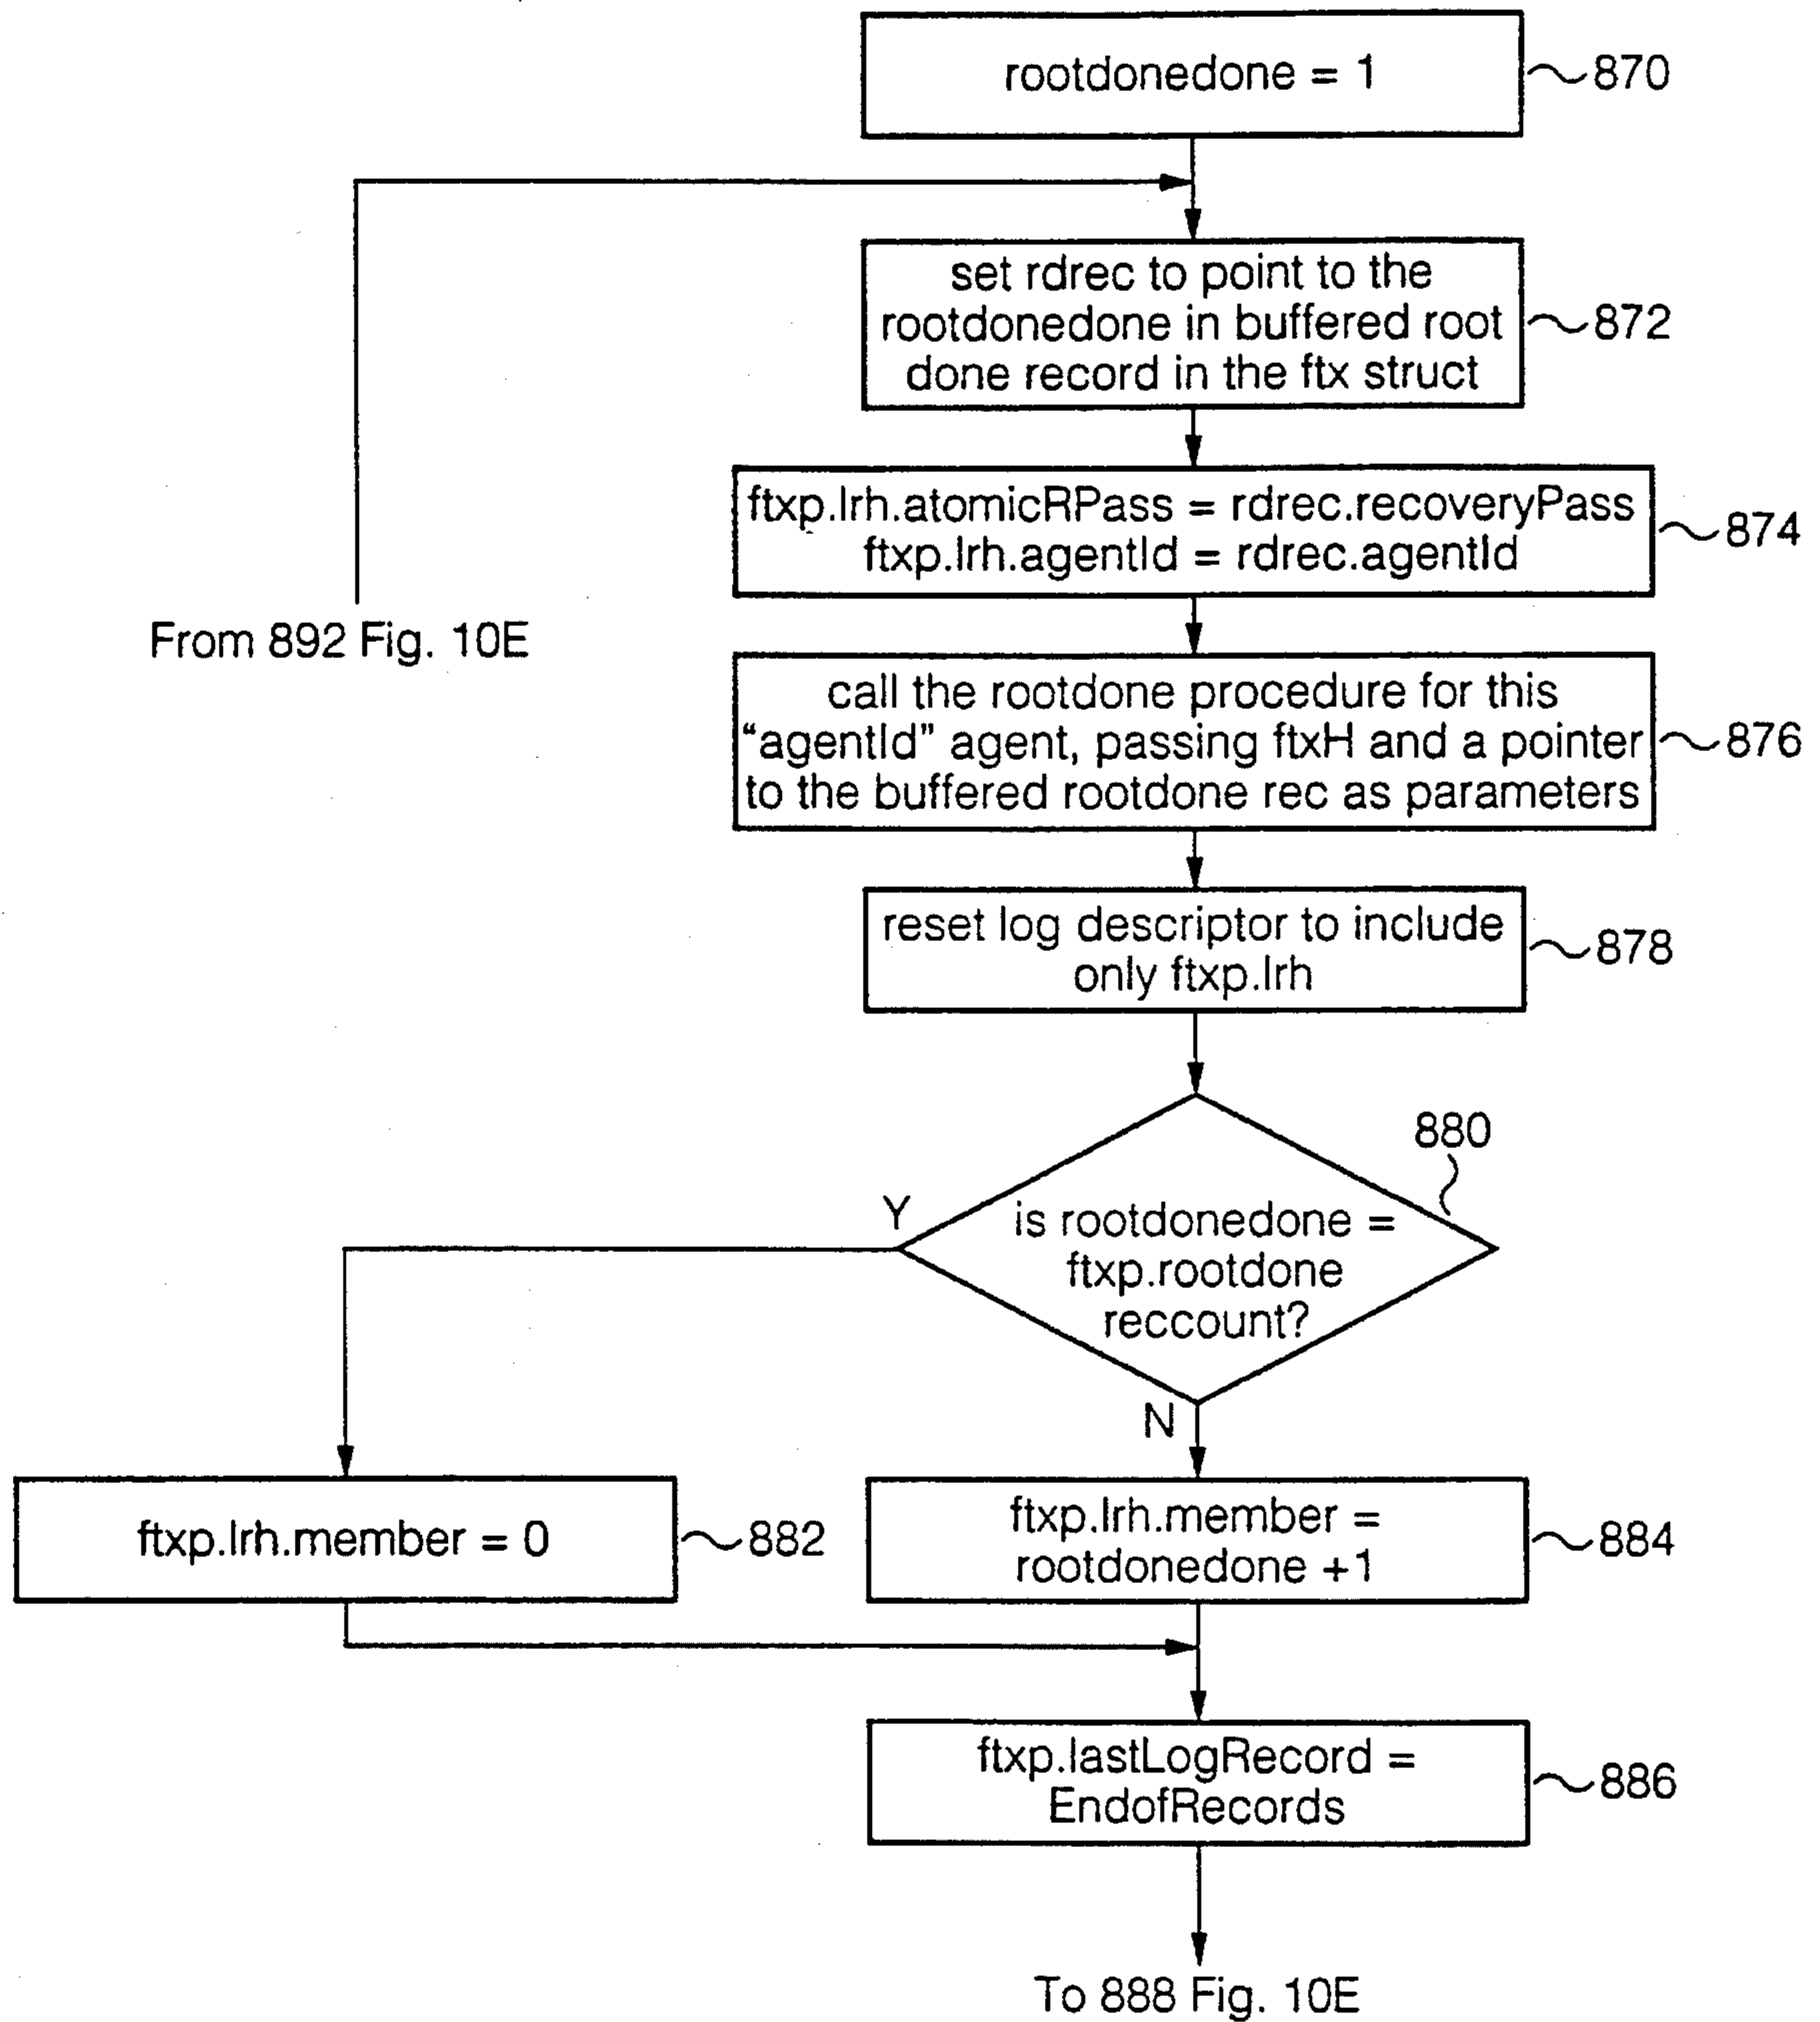 rootdonedone = 1
870
set rdrec to point to the
rootdonedone in buffered root
done record in the ftx struct
872
ftxp.lrh.atomicRPass = rdrec.recoveryPass
ftxp.lrh.agentId = rdrec.agentId
874
From 892 Fig. 10E
call the rootdone procedure for this
“agentId” agent, passing ftxH and a pointer
to the buffered rootdone rec as parameters
876
reset log descriptor to include
only ftxp.lrh
878
880
Y
is rootdonedone =
ftxp.rootdone
reccount?
N
ftxp.lrh.member = 0
882
ftxp.lrh.member =
rootdonedone +1
884
ftxp.lastLogRecord =
EndofRecords
886
To 888 Fig. 10E